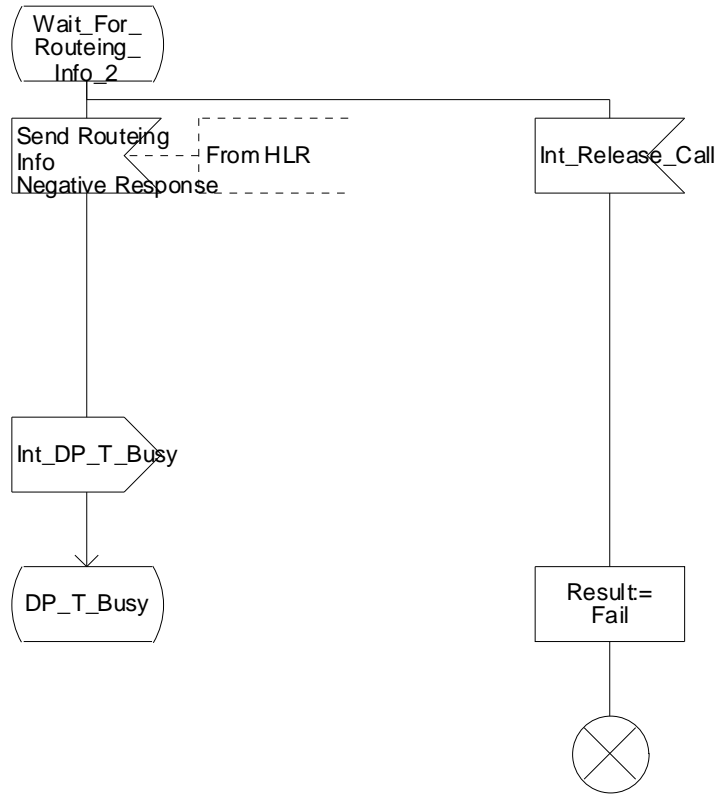 Wait_For_
Routeing_
Info_2
Send Routeing
Info
Negative Response
From HLR
Int_Release_Call
Int_DP_T_Busy
DP_T_Busy
Result:=
Fail